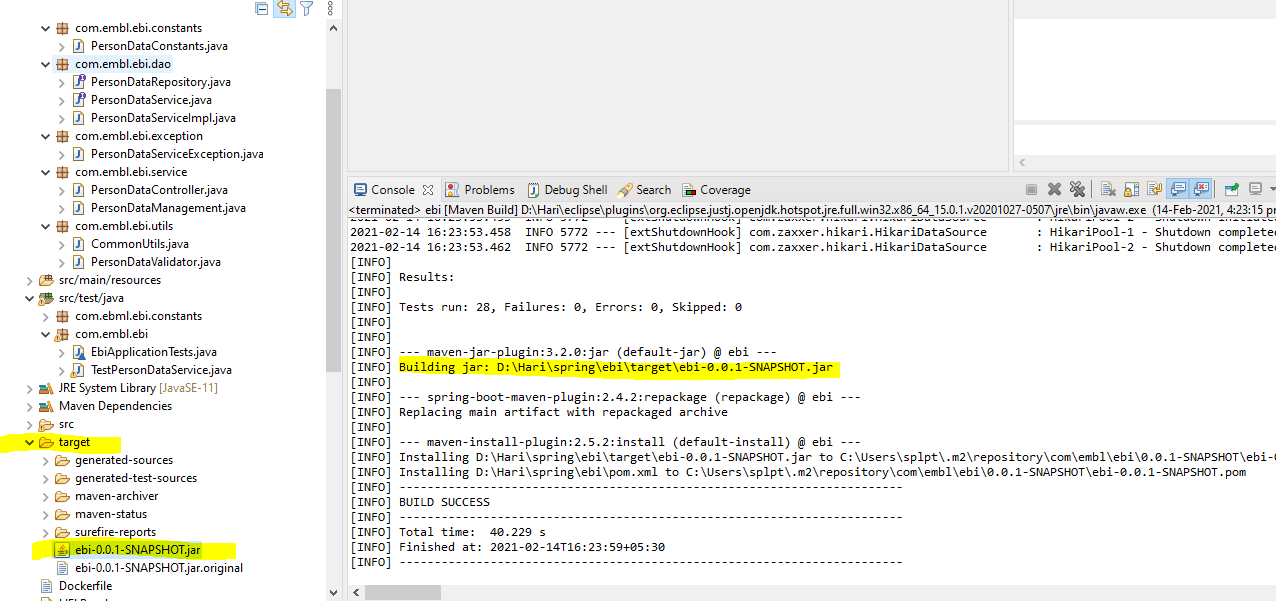 com.embl.ebi.constants
PersonDataConstants.java
com.embl.ebi.dao
PersonDataRepository.java
PersonDataService.java
PersonDataServiceImpl.java
com.embl.ebi.exception
PersonDataServiceException.java
com.embl.ebi.service
PersonDataController.java
PersonDataManagement.java
com.embl.ebi.utils
CommonUtils.java
PersonDataValidator.java
src/main/resources
src/test/java
com.ebml.ebi.constants
com.embl.ebi
EbiApplicationTests.java
TestPersonDataService.java
JRE System Library [JavaSE-11]
Maven Dependencies
src
target
generated-sources
generated-test-sources
maven-archiver
maven-status
surefire-reports
ebi-0.0.1-SNAPSHOT.jar
ebi-0.0.1-SNAPSHOT.jar.original
Dockerfile
Console Problems Debug Shell Search Coverage
<terminated> ebi [Maven Build] D:\Hari\eclipse\plugins\org.eclipse.justj.openjdk.hotspot.jre.full.win32.x86_64_15.0.1.v20201027-0507\jre\bin\javaw.exe (14-Feb-2021, 4:23:15 pm
2021-02-14 16:23:53.458 INFO 5772 --- [extShutdownHook] com.zaxxer.hikari.HikariDataSource : HikariPool-1 - Shutdown completed
2021-02-14 16:23:53.462 INFO 5772 --- [extShutdownHook] com.zaxxer.hikari.HikariDataSource : HikariPool-2 - Shutdown completed
[INFO]
[INFO] Results:
[INFO]
[INFO] Tests run: 28, Failures: 0, Errors: 0, Skipped: 0
[INFO]
[INFO]
[INFO] --- maven-jar-plugin:3.2.0:jar (default-jar) @ ebi ---
[INFO] Building jar: D:\Hari\spring\ebi\target\ebi-0.0.1-SNAPSHOT.jar
[INFO]
[INFO] --- spring-boot-maven-plugin:2.4.2:repackage (repackage) @ ebi ---
[INFO] Replacing main artifact with repackaged archive
[INFO]
[INFO] --- maven-install-plugin:2.5.2:install (default-install) @ ebi ---
[INFO] Installing D:\Hari\spring\ebi\target\ebi-0.0.1-SNAPSHOT.jar to C:\Users\splpt\.m2\repository\com\embl\ebi\0.0.1-SNAPSHOT\ebi-0
[INFO] Installing D:\Hari\spring\ebi\pom.xml to C:\Users\splpt\.m2\repository\com\embl\ebi\0.0.1-SNAPSHOT\ebi-0.0.1-SNAPSHOT.pom
[INFO] ------------------------------------------------------------------------
[INFO] BUILD SUCCESS
[INFO] ------------------------------------------------------------------------
[INFO] Total time: 40.229 s
[INFO] Finished at: 2021-02-14T16:23:59+05:30
[INFO] ------------------------------------------------------------------------